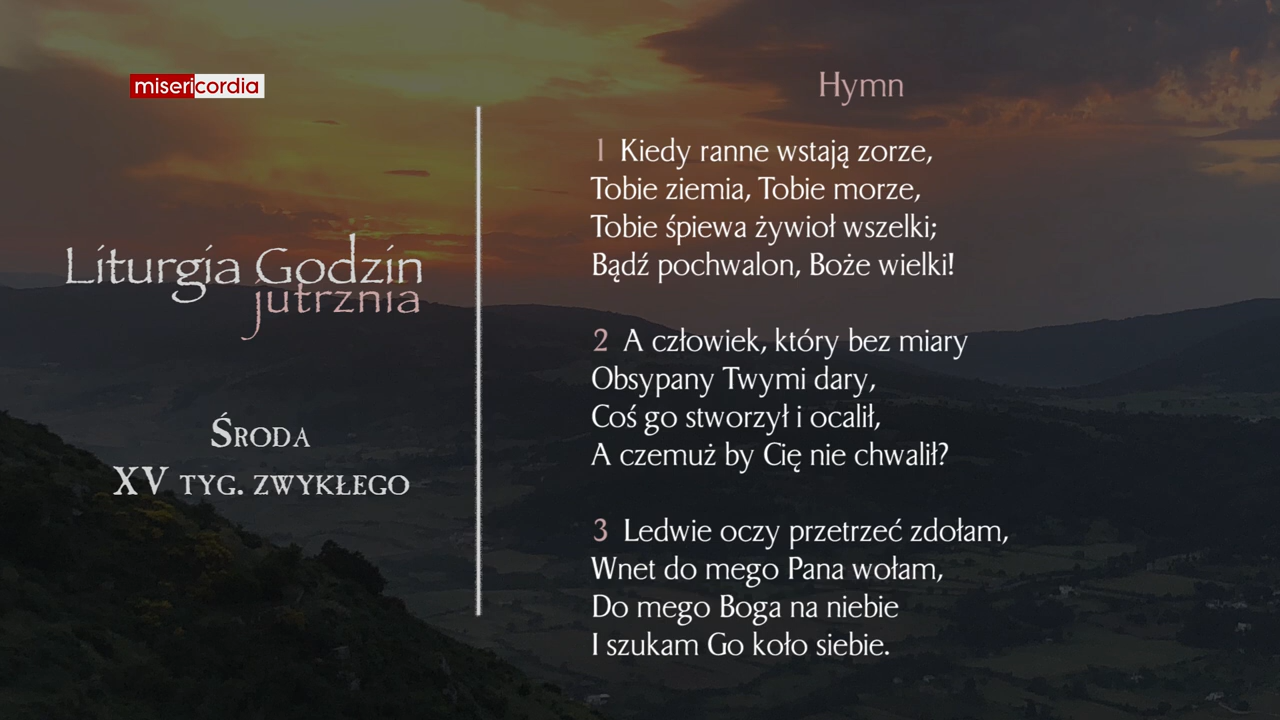 misericordia
Liturgia Godzin
jutrznia
Środa
XV tyg. zwykłego
Hymn
1 Kiedy ranne wstają zorze,
Tobie ziemia, Tobie morze,
Tobie śpiewa żywioł wszelki;
Bądź pochwalon, Boże wielki!
2 A człowiek, który bez miary
Obsypany Twymi dary,
Coś go stworzył i ocalił,
A czemuż by Cię nie chwalił?
3 Ledwie oczy przetrzeć zdołam,
Wnet do mego Pana wołam,
Do mego Boga na niebie
I szukam Go koło siebie.